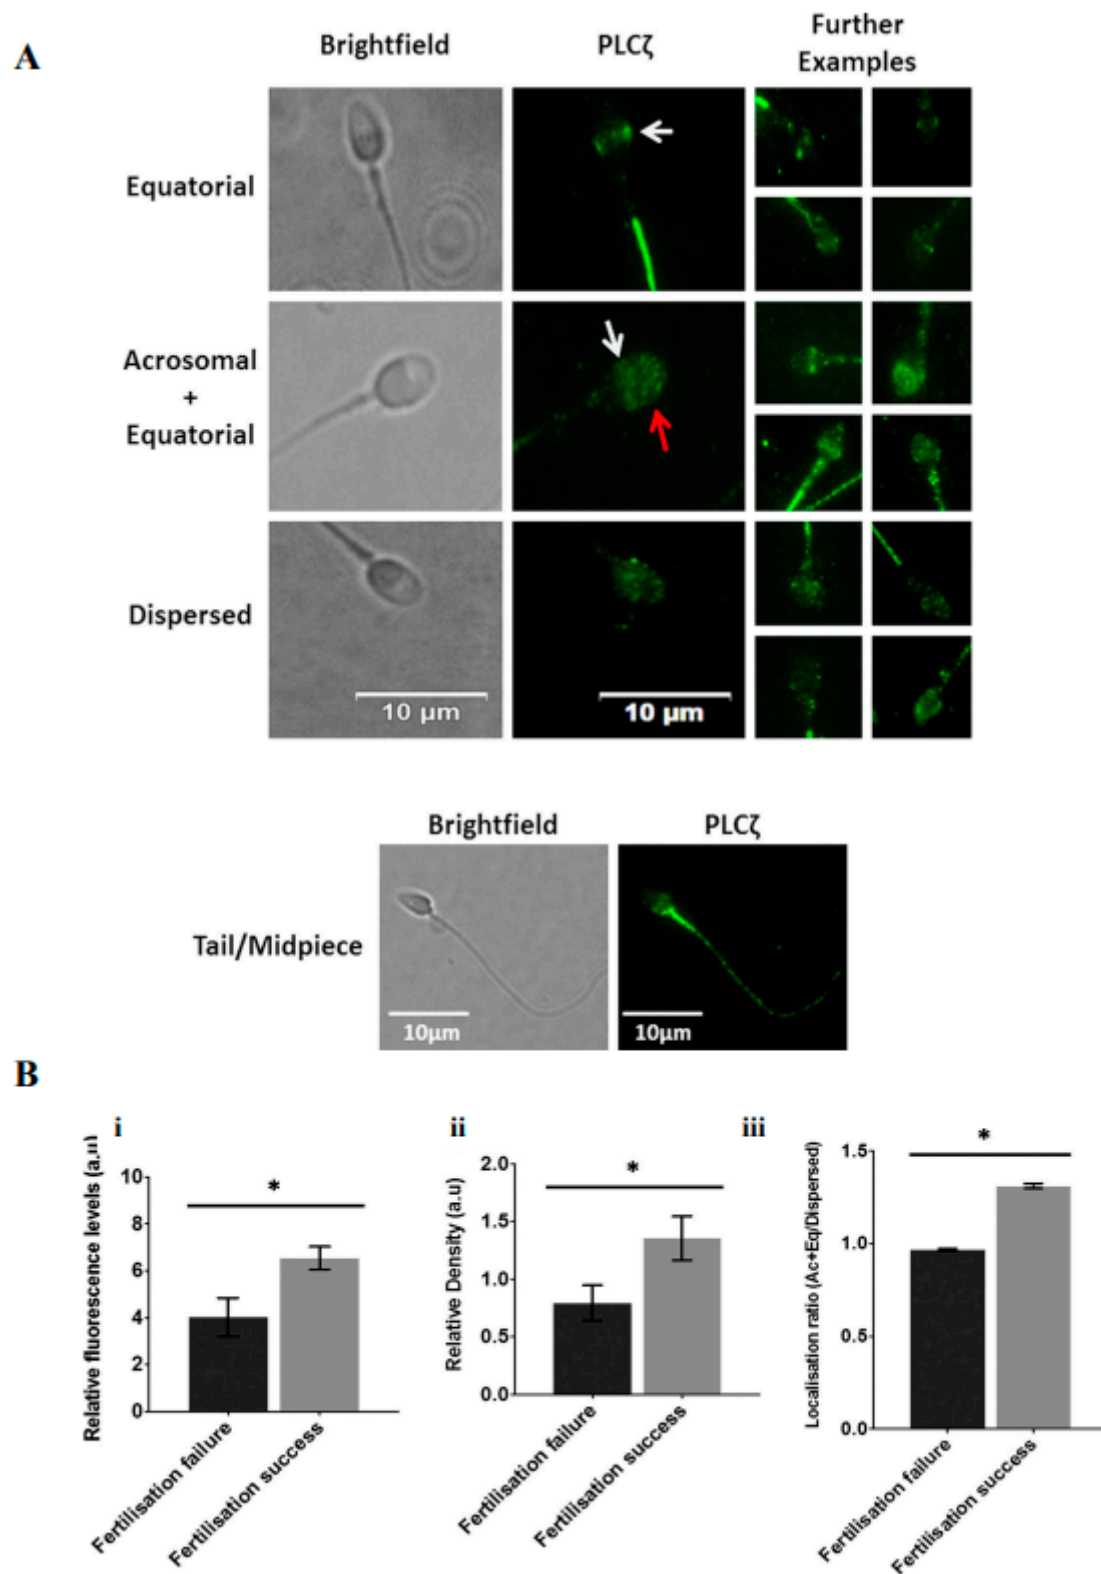 A
Brightfield
PLCζ
Further
Examples
Equatorial
Acrosomal
+
Equatorial
Dispersed
10 µm
10 µm
Brightfield
PLCζ
Tail/Midpiece
10µm
10µm
B
i
Relative fluorescence levels (a.u)
10
8
6
4
2
0
*
Fertilisation failure
Fertilisation success
ii
Relative Density (a.u)
2.0
1.5
1.0
0.5
0.0
*
Fertilisation failure
Fertilisation success
iii
Localisation ratio (Ac+Eq/Dispersed)
1.5
1.0
0.5
0.0
*
Fertilisation failure
Fertilisation success